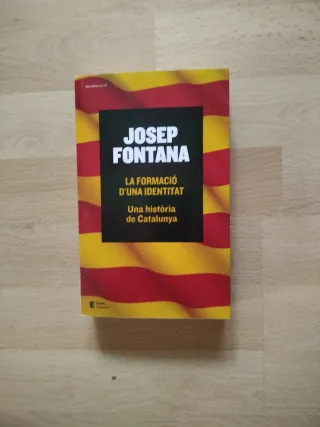 JOSEP
FONTANA
LA FORMACIÓ
D'UNA IDENTITAT
Una història
de Catalunya